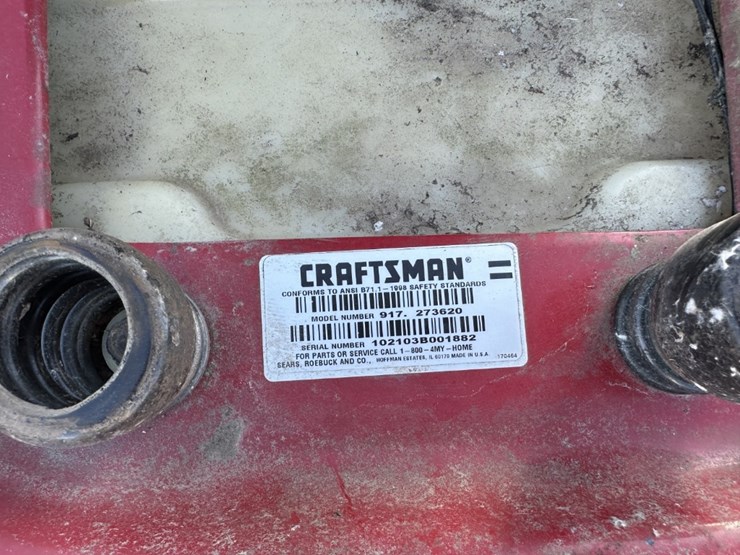 CRAFTSMAN®
CONFORMS TO ANSI B71.1-1998 SAFETY STANDARDS
MODEL NUMBER 917. 273620
SERIAL NUMBER 102103B001882
FOR PARTS OR SERVICE CALL 1-800-4MY-HOME
SEARS, ROEBUCK AND CO., HOFFMAN ESTATES, IL 60179 MADE IN U.S.A. 170464